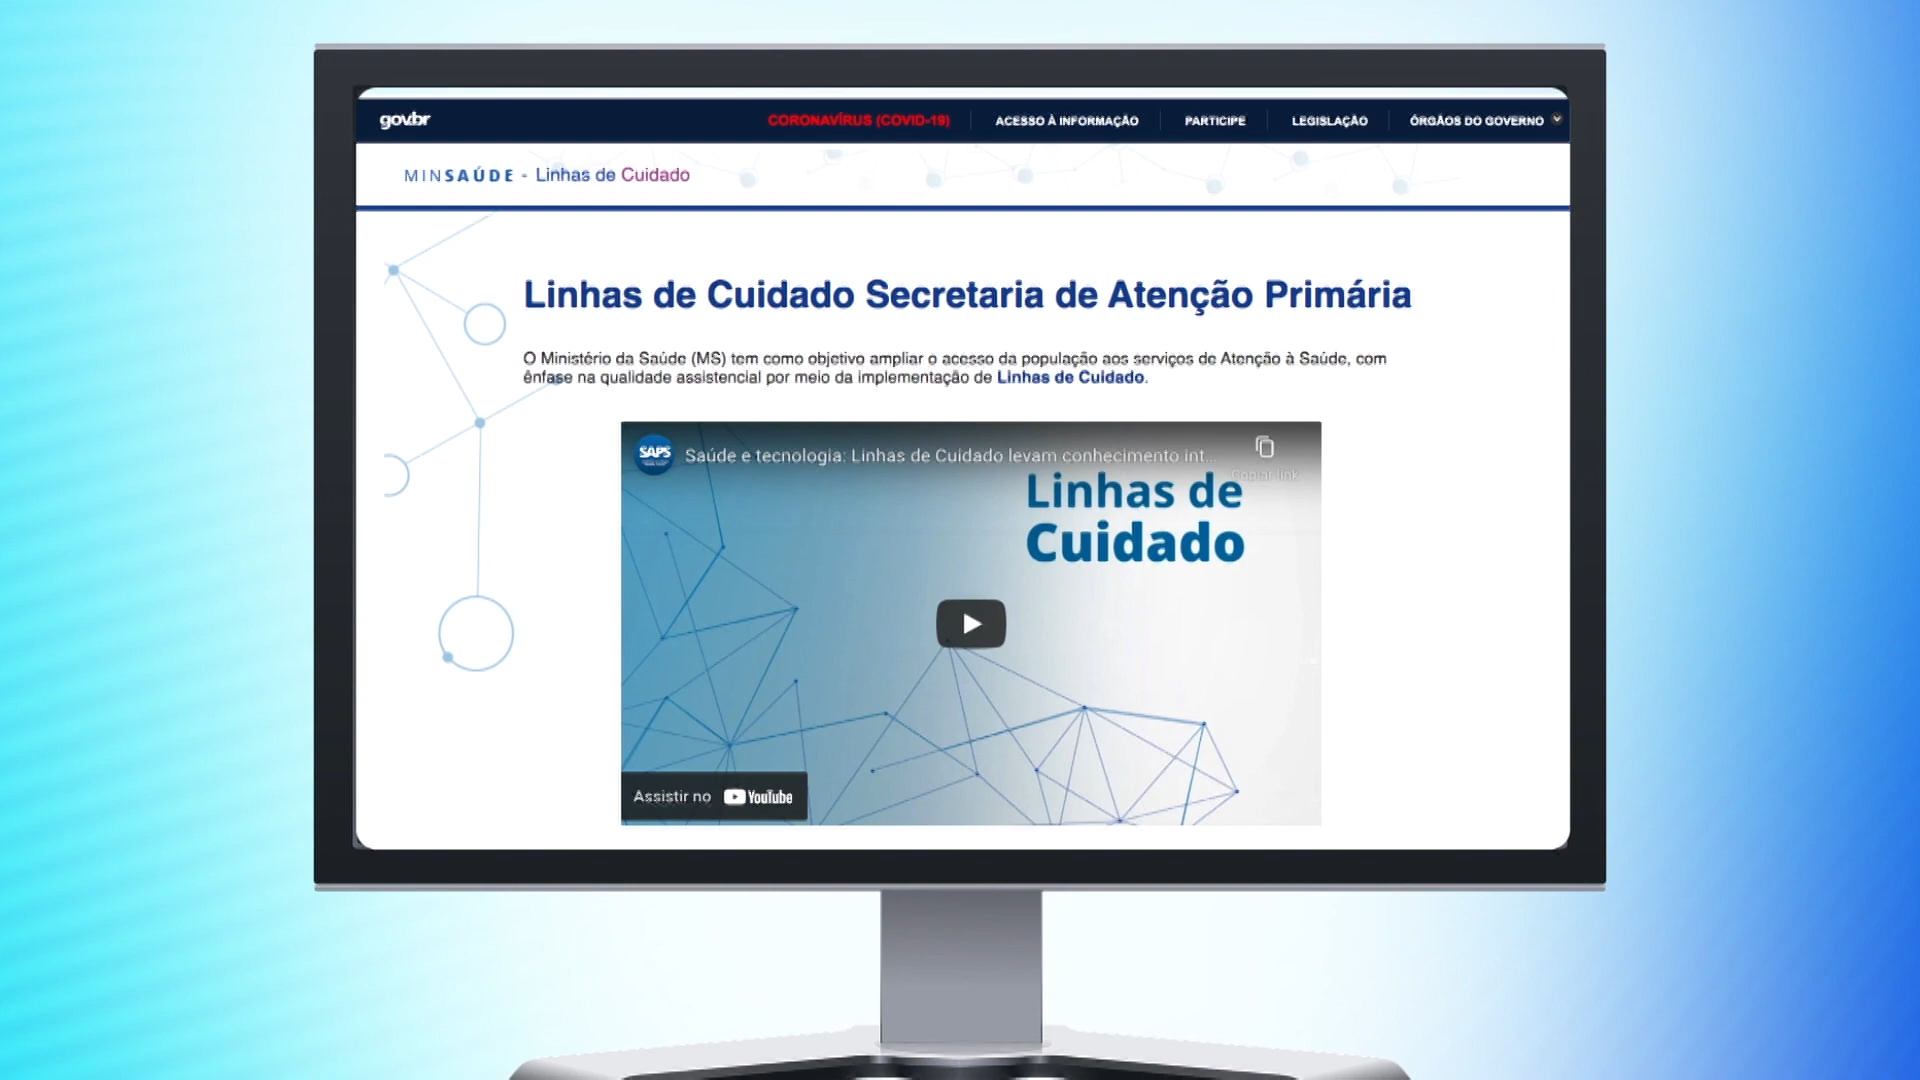 gov.br
CORONAVÍRUS (COVID-19)
ACESSO À INFORMAÇÃO
PARTICIPE
LEGISLAÇÃO
ÓRGÃOS DO GOVERNO
MINSAÚDE - Linhas de Cuidado
Linhas de Cuidado Secretaria de Atenção Primária
O Ministério da Saúde (MS) tem como objetivo ampliar o acesso da população aos serviços de Atenção à Saúde, com
ênfase na qualidade assistencial por meio da implementação de Linhas de Cuidado.
SAPS
Saúde e tecnologia: Linhas de Cuidado levam conhecimento int...
Copiar link
Linhas de
Cuidado
Assistir no YouTube